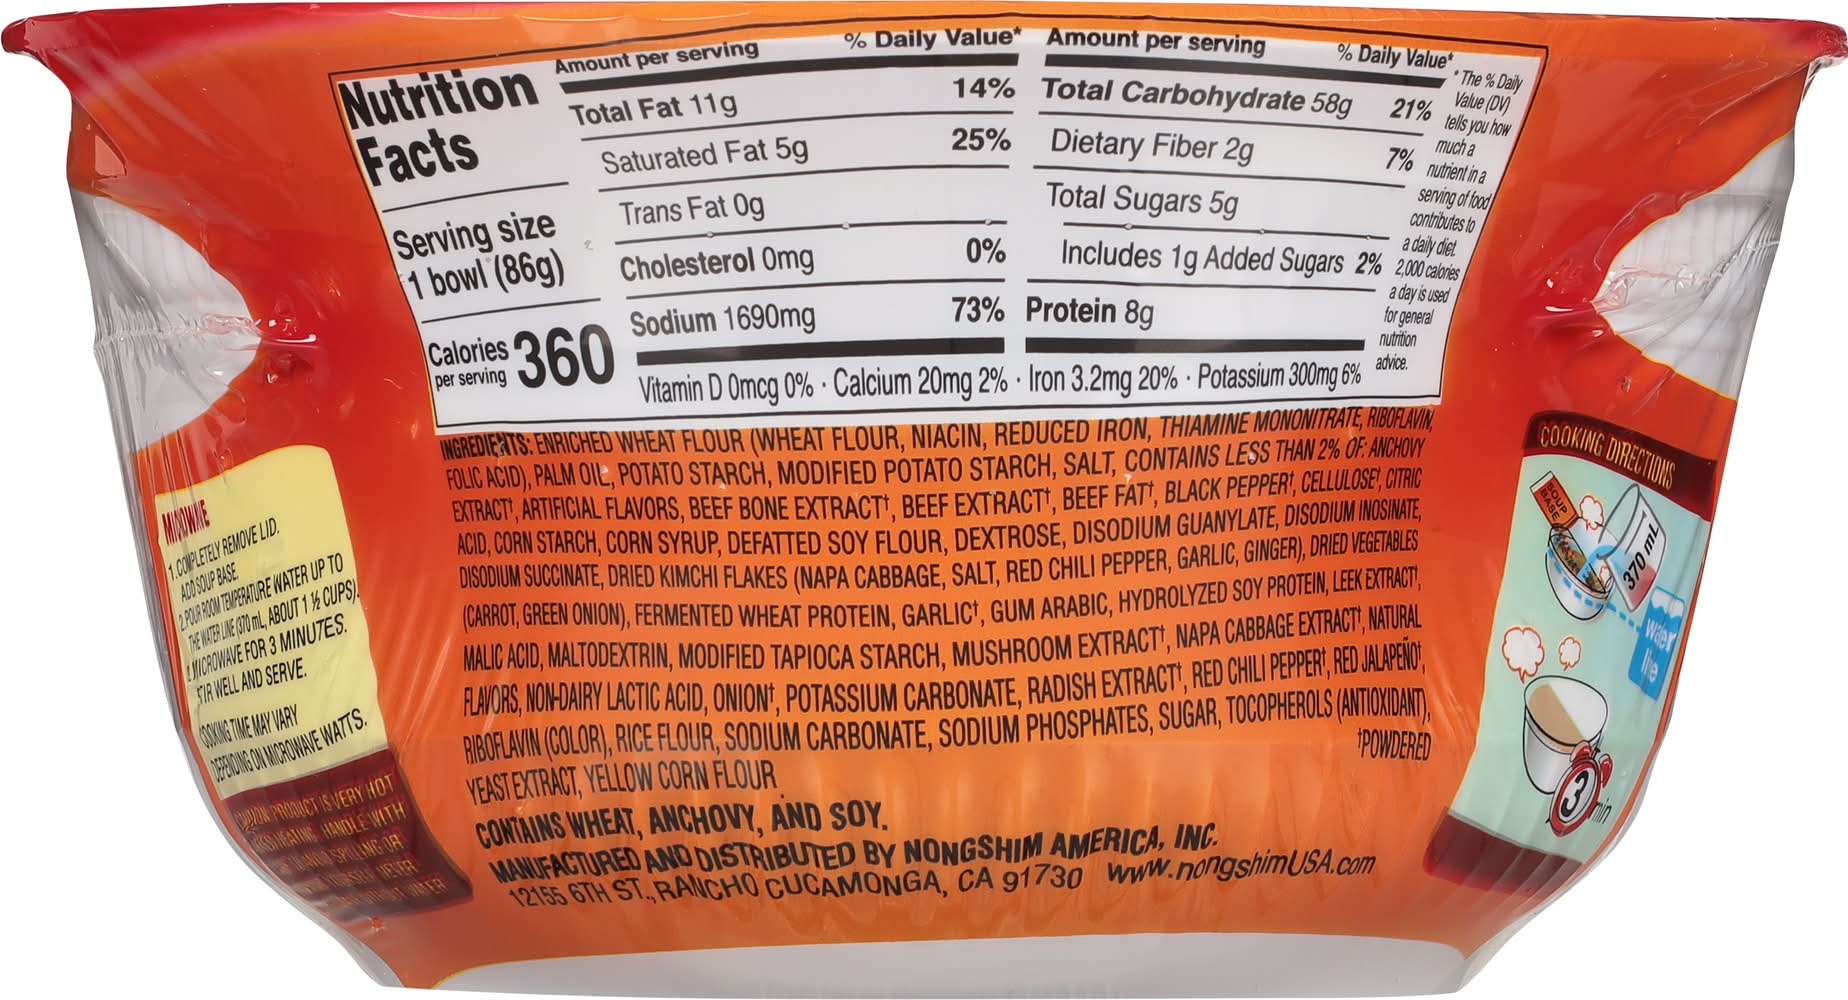 Nutrition
Facts
Serving size
1 bowl (86g)
Calories
per serving
360
Amount per serving % Daily Value*
Total Fat 11g 14%
Saturated Fat 5g 25%
Trans Fat 0g
Cholesterol 0mg 0%
Sodium 1690mg 73%
Amount per serving % Daily Value*
Total Carbohydrate 58g 21%
Dietary Fiber 2g 7%
Total Sugars 5g
Includes 1g Added Sugars 2%
Protein 8g
Vitamin D 0mcg 0% · Calcium 20mg 2% · Iron 3.2mg 20% · Potassium 300mg 6%
* The % Daily
Value (DV)
tells you how
much a
nutrient in a
serving of food
contributes to
a daily diet.
2,000 calories
a day is used
for general
nutrition
advice.
INGREDIENTS: ENRICHED WHEAT FLOUR (WHEAT FLOUR, NIACIN, REDUCED IRON, THIAMINE MONONITRATE, RIBOFLAVIN,
FOLIC ACID), PALM OIL, POTATO STARCH, MODIFIED POTATO STARCH, SALT, CONTAINS LESS THAN 2% OF: ANCHOVY
EXTRACT†, ARTIFICIAL FLAVORS, BEEF BONE EXTRACT†, BEEF EXTRACT†, BEEF FAT†, BLACK PEPPER†, CELLULOSE†, CITRIC
ACID, CORN STARCH, CORN SYRUP, DEFATTED SOY FLOUR, DEXTROSE, DISODIUM GUANYLATE, DISODIUM INOSINATE,
DISODIUM SUCCINATE, DRIED KIMCHI FLAKES (NAPA CABBAGE, SALT, RED CHILI PEPPER, GARLIC, GINGER), DRIED VEGETABLES
(CARROT, GREEN ONION), FERMENTED WHEAT PROTEIN, GARLIC†, GUM ARABIC, HYDROLYZED SOY PROTEIN, LEEK EXTRACT†,
MALIC ACID, MALTODEXTRIN, MODIFIED TAPIOCA STARCH, MUSHROOM EXTRACT†, NAPA CABBAGE EXTRACT†, NATURAL
FLAVORS, NON-DAIRY LACTIC ACID, ONION†, POTASSIUM CARBONATE, RADISH EXTRACT†, RED CHILI PEPPER†, RED JALAPEÑO†,
RIBOFLAVIN (COLOR), RICE FLOUR, SODIUM CARBONATE, SODIUM PHOSPHATES, SUGAR, TOCOPHEROLS (ANTIOXIDANT),
YEAST EXTRACT, YELLOW CORN FLOUR
†POWDERED
CONTAINS WHEAT, ANCHOVY, AND SOY.
MANUFACTURED AND DISTRIBUTED BY NONGSHIM AMERICA, INC.
12155 6TH ST., RANCHO CUCAMONGA, CA 91730 www.nongshimUSA.com
MICROWAVE
1. COMPLETELY REMOVE LID.
ADD SOUP BASE.
2. POUR ROOM TEMPERATURE WATER UP TO
THE WATER LINE (370 mL, ABOUT 1 ½ CUPS).
MICROWAVE FOR 3 MINUTES.
STIR WELL AND SERVE.
COOKING TIME MAY VARY
DEPENDING ON MICROWAVE WATTS.
PRODUCT IS VERY HOT
HANDLE WITH
SPILLING OR
COOKING DIRECTIONS
SOUP
BASE
370 mL
water
line
3 min